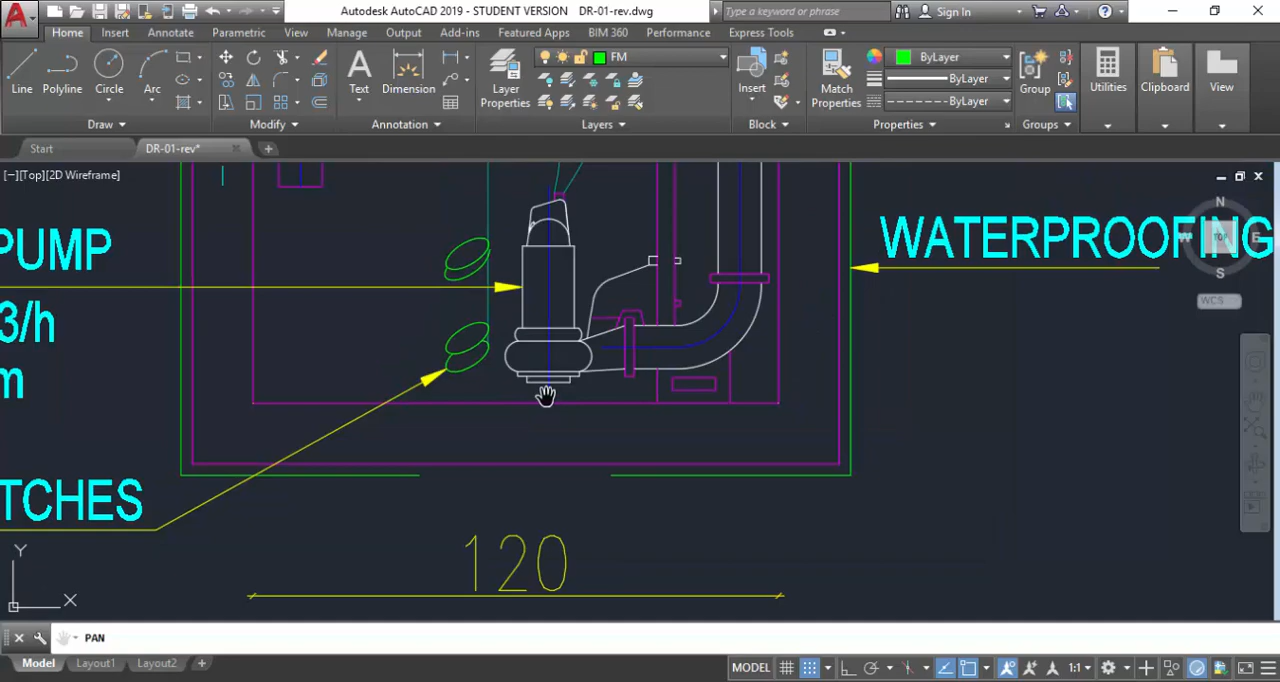 Autodesk AutoCAD 2019 - STUDENT VERSION DR-01-rev.dwg
Type a keyword or phrase
Sign In
Home Insert Annotate Parametric View Manage Output Add-ins Featured Apps BIM 360 Performance Express Tools
FM
ByLayer
ByLayer
ByLayer
Line Polyline Circle Arc
Text Dimension
Layer Properties
Insert
Match Properties
Group
Utilities
Clipboard
View
Draw Modify Annotation Layers Block Properties Groups
Start DR-01-rev*
[−][Top][2D Wireframe]
N
W TOP E
S
WCS
PUMP
WATERPROOFING
3/h
m
TCHES
120
Y
X
PAN
Model Layout1 Layout2
MODEL
1:1